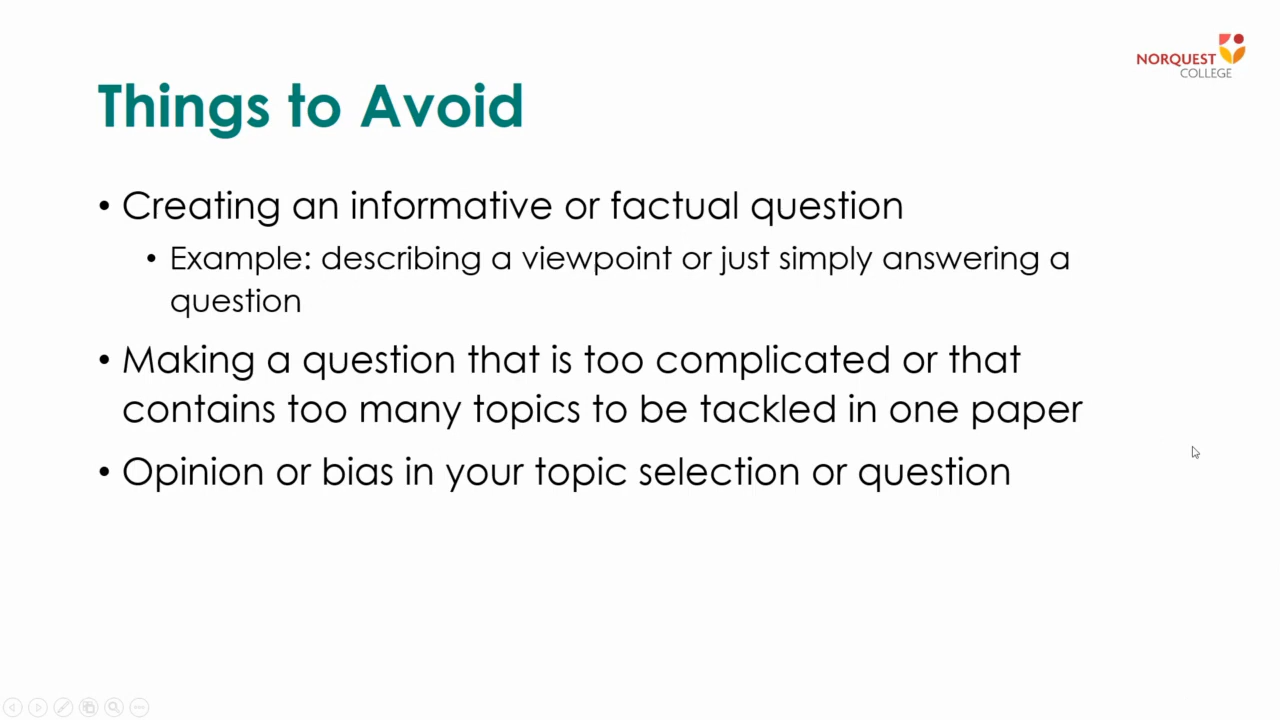 NORQUEST
COLLEGE
Things to Avoid
• Creating an informative or factual question
• Example: describing a viewpoint or just simply answering a
question
• Making a question that is too complicated or that
contains too many topics to be tackled in one paper
• Opinion or bias in your topic selection or question